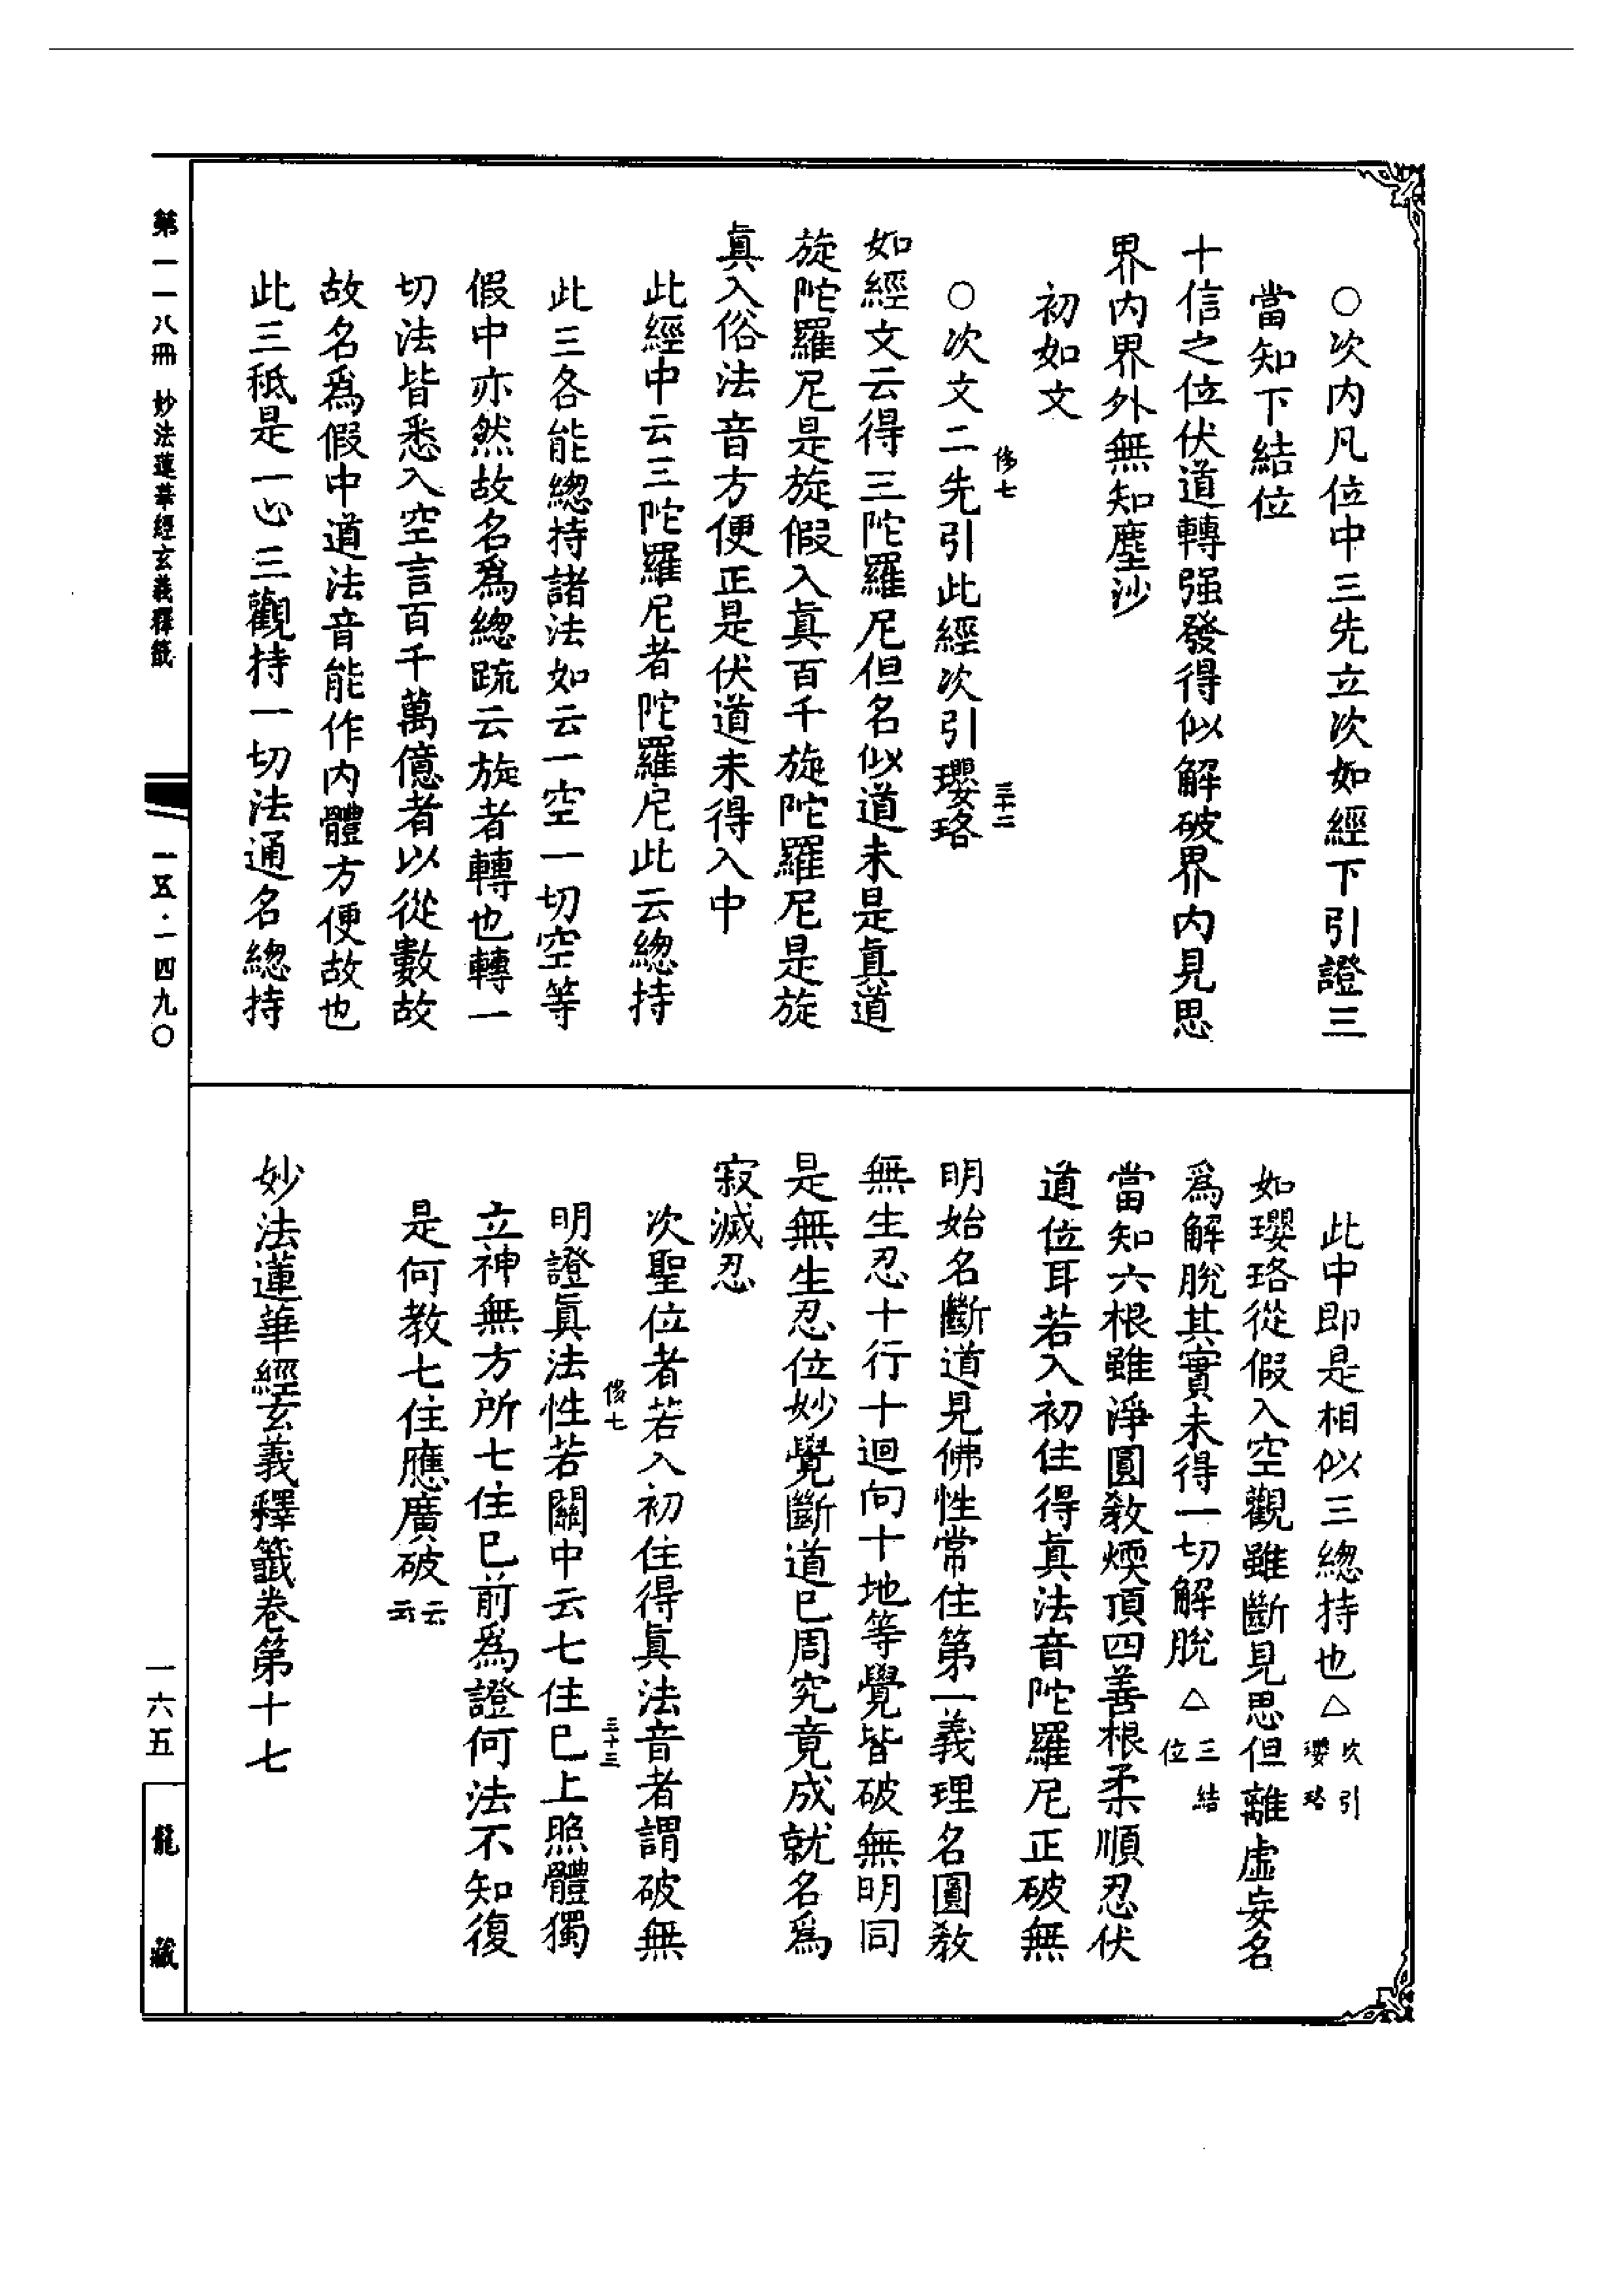 ○次内凡位中三先立次如經下引證三
當知下結位
十信之位伏道轉强發得似解破界内見思
界内界外無知塵沙
初如文
○次文二先引此經次引瓔珞
如經文云得三陀羅尼但名似道未是真道
旋陀羅尼是旋假入真百千旋陀羅尼是旋
真入俗法音方便正是伏道未得入中
此經中云三陀羅尼者陀羅尼此云總持
此三各能總持諸法如云一空一切空等
假中亦然故名爲總疏云旋者轉也轉一
切法皆悉入空言百千萬億者以從數故
故名爲假中道法音能作内體方便故也
此三秖是一心三觀持一切法通名總持
此中即是相似三總持也△次引瓔珞
如瓔珞從假入空觀雖斷見思但離虚妄名
爲解脱其實未得一切解脱△三結位
當知六根雖淨圓教煗頂四善根柔順忍伏
道位耳若入初住得真法音陀羅尼正破無
明始名斷道見佛性常住第一義理名圓教
無生忍十行十迴向十地等覺皆破無明同
是無生忍位妙覺斷道已周究竟成就名爲
寂滅忍
次聖位者若入初住得真法音者謂破無
明證真法性若關中云七住已上照體獨
立神無方所七住已前爲證何法不知復
是何教七住應廣破云云
妙法蓮華經玄義釋籤卷第十七
三十二
三十三
第一一八冊 妙法蓮華經玄義釋籤
一五·一四九○
一六五
龍藏